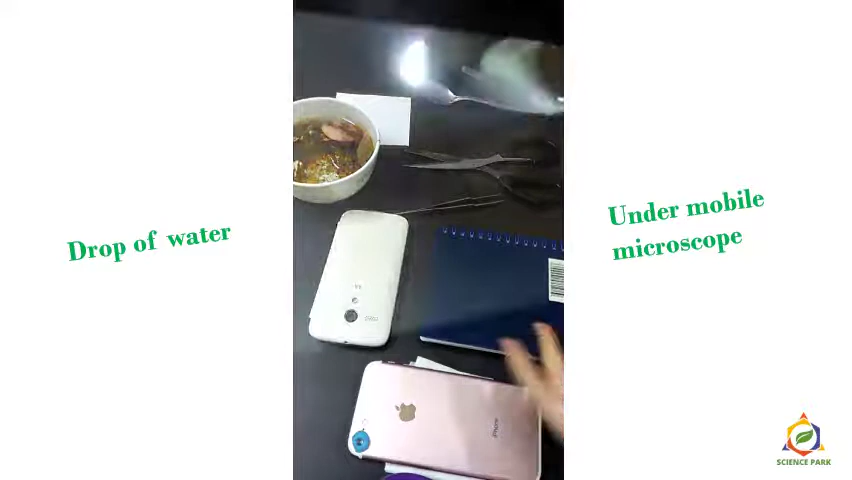 Drop of water
Under mobile
microscope
iPhone
SCIENCE PARK